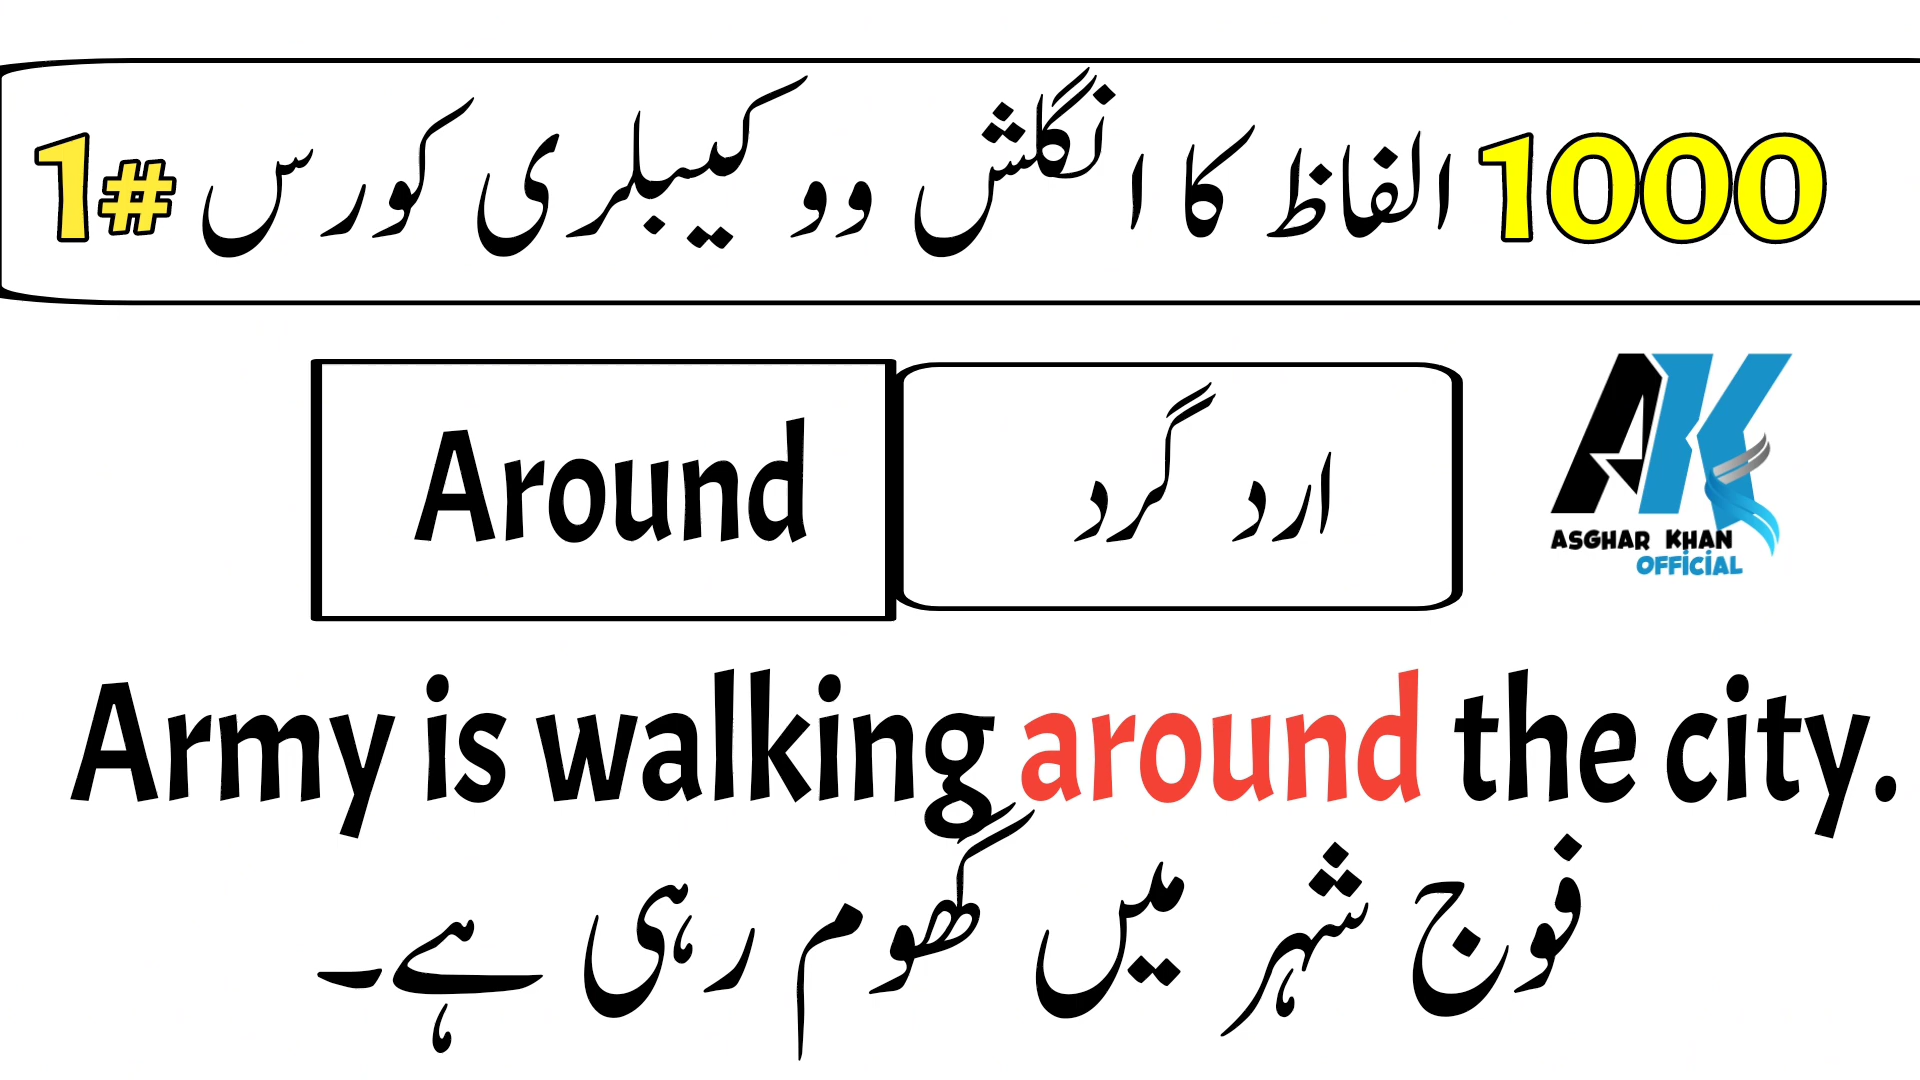 1000 الفاظ کا انگلش ووکیبلری کورس #1
Around
ارد گرد
ASGHAR KHAN
OFFICIAL
Army is walking around the city.
فوج شہر میں گھوم رہی ہے۔